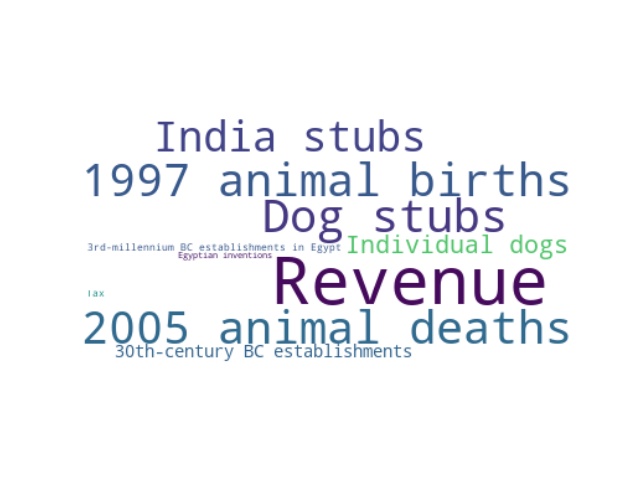 India stubs
1997 animal births
Dog stubs
3rd-millennium BC establishments in Egypt
Individual dogs
Egyptian inventions
Revenue
Tax
2005 animal deaths
30th-century BC establishments